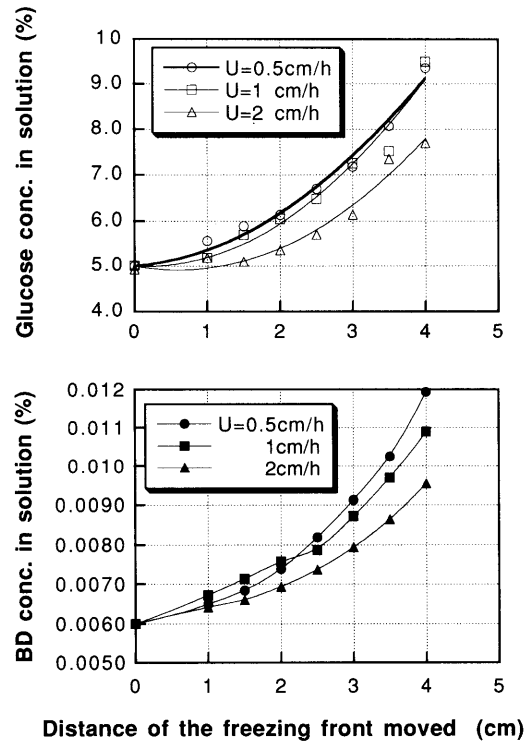 Glucose conc. in solution (%)
10
9.0
8.0
7.0
6.0
5.0
4.0
U=0.5cm/h
U=1 cm/h
U=2 cm/h
0 1 2 3 4 5
BD conc. in solution (%)
0.012
0.011
0.010
0.0090
0.0080
0.0070
0.0060
0.0050
U=0.5cm/h
1cm/h
2cm/h
0 1 2 3 4 5
Distance of the freezing front moved (cm)